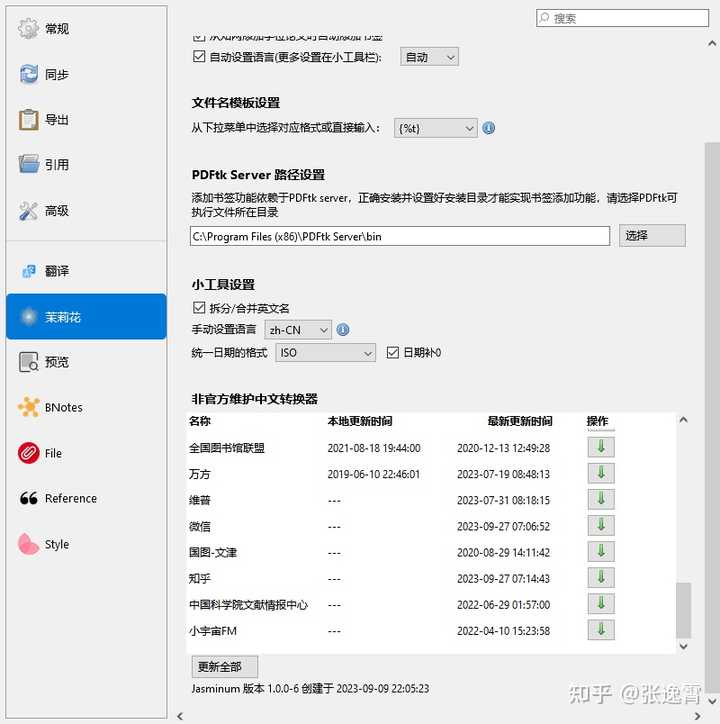 搜索
常规
同步
导出
引用
高级
翻译
茉莉花
预览
BNotes
File
Reference
Style
从知网添加学位论文时自动添加书签
自动设置语言(更多设置在小工具栏): 自动
文件名模板设置
从下拉菜单中选择对应格式或直接输入: {%t}
PDFtk Server 路径设置
添加书签功能依赖于PDFtk server，正确安装并设置好安装目录才能实现书签添加功能，请选择PDFtk可
执行文件所在目录
C:\Program Files (x86)\PDFtk Server\bin 选择
小工具设置
拆分/合并英文名
手动设置语言 zh-CN
统一日期的格式 ISO 日期补0
非官方维护中文转换器
名称 本地更新时间 最新更新时间 操作
全国图书馆联盟 2021-08-18 19:44:00 2020-12-13 12:49:28
万方 2019-06-10 22:46:01 2023-07-19 08:48:13
维普 --- 2023-07-31 08:18:15
微信 --- 2023-09-27 07:06:52
国图-文津 --- 2020-08-29 14:11:42
知乎 --- 2023-09-27 07:14:43
中国科学院文献情报中心 --- 2022-06-29 01:57:00
小宇宙FM --- 2022-04-10 15:23:58
更新全部
Jasminum 版本 1.0.0-6 创建于 2023-09-09 22:05:23
知乎 @张逸霄